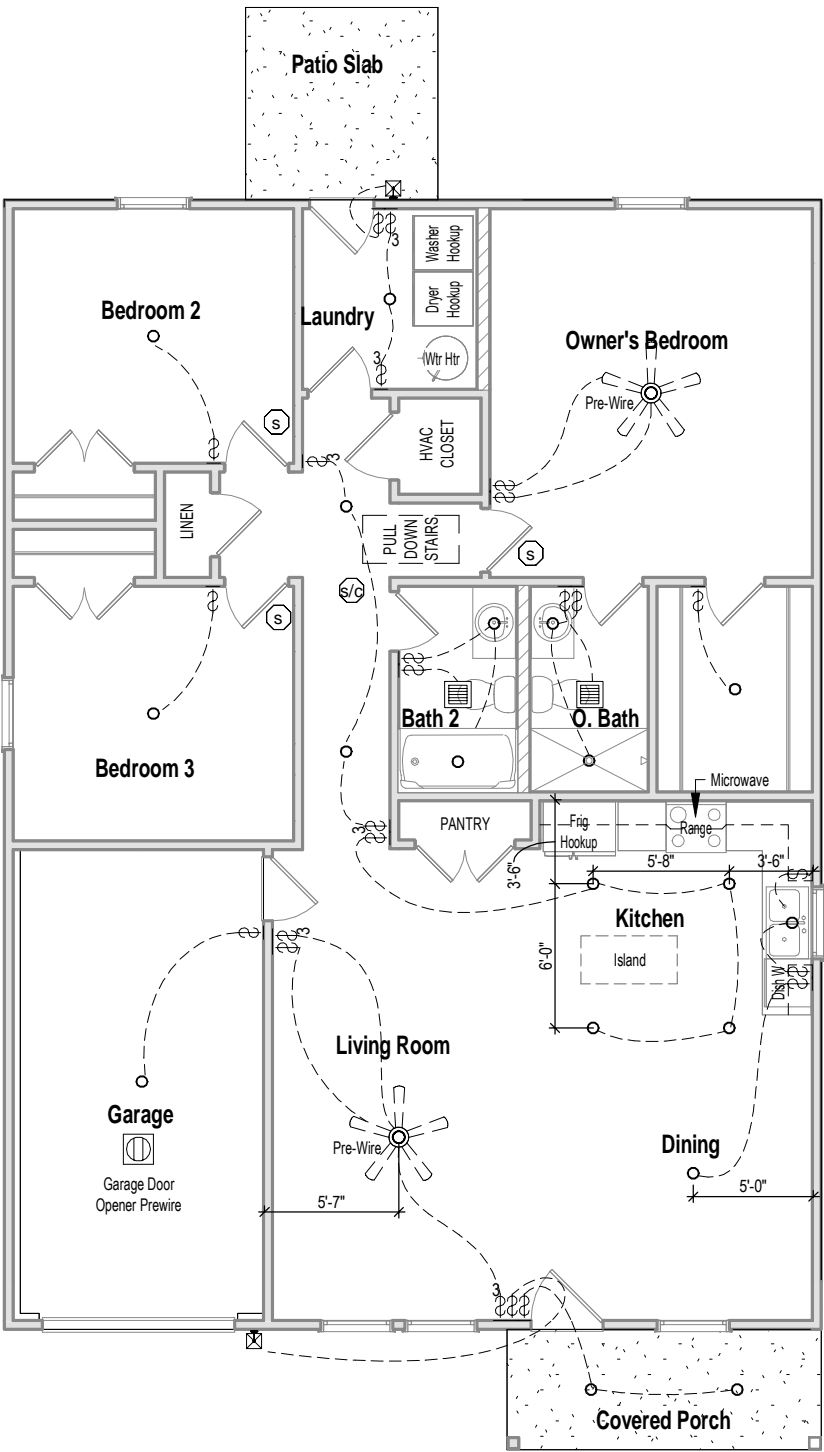 Patio Slab
3
Washer
Hookup
Dryer
Hookup
Bedroom 2
Laundry
Owner's Bedroom
3
Wtr Htr
Pre-Wire
S
HVAC
CLOSET
3
LINEN
PULL
DOWN
STAIRS
S
S/C
S
Bath 2
O. Bath
Bedroom 3
Microwave
PANTRY
Frig
Hookup
Range
3
3'-6"
5'-8"
3'-6"
Kitchen
Island
6'-0"
Dish W
3
Living Room
Garage
Pre-Wire
Dining
Garage Door
Opener Prewire
5'-7"
5'-0"
3
Covered Porch